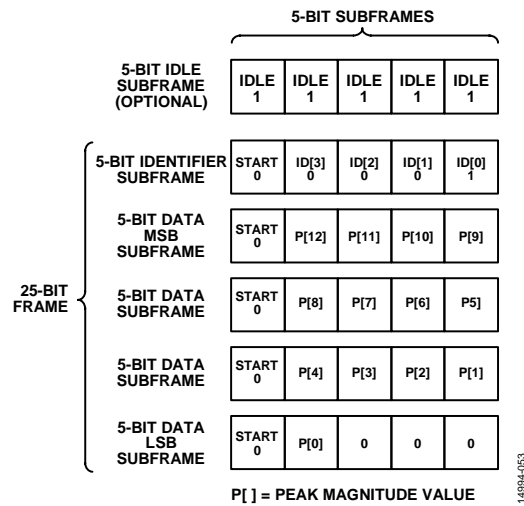 5-BIT SUBFRAMES
5-BIT IDLE
SUBFRAME
(OPTIONAL)
IDLE 1 IDLE 1 IDLE 1 IDLE 1 IDLE 1
25-BIT
FRAME
5-BIT IDENTIFIER
SUBFRAME
START 0 ID[3] 0 ID[2] 0 ID[1] 0 ID[0] 1
5-BIT DATA
MSB
SUBFRAME
START 0 P[12] P[11] P[10] P[9]
5-BIT DATA
SUBFRAME
START 0 P[8] P[7] P[6] P5]
5-BIT DATA
SUBFRAME
START 0 P[4] P[3] P[2] P[1]
5-BIT DATA
LSB
SUBFRAME
START 0 P[0] 0 0 0
P[ ] = PEAK MAGNITUDE VALUE
14994-053